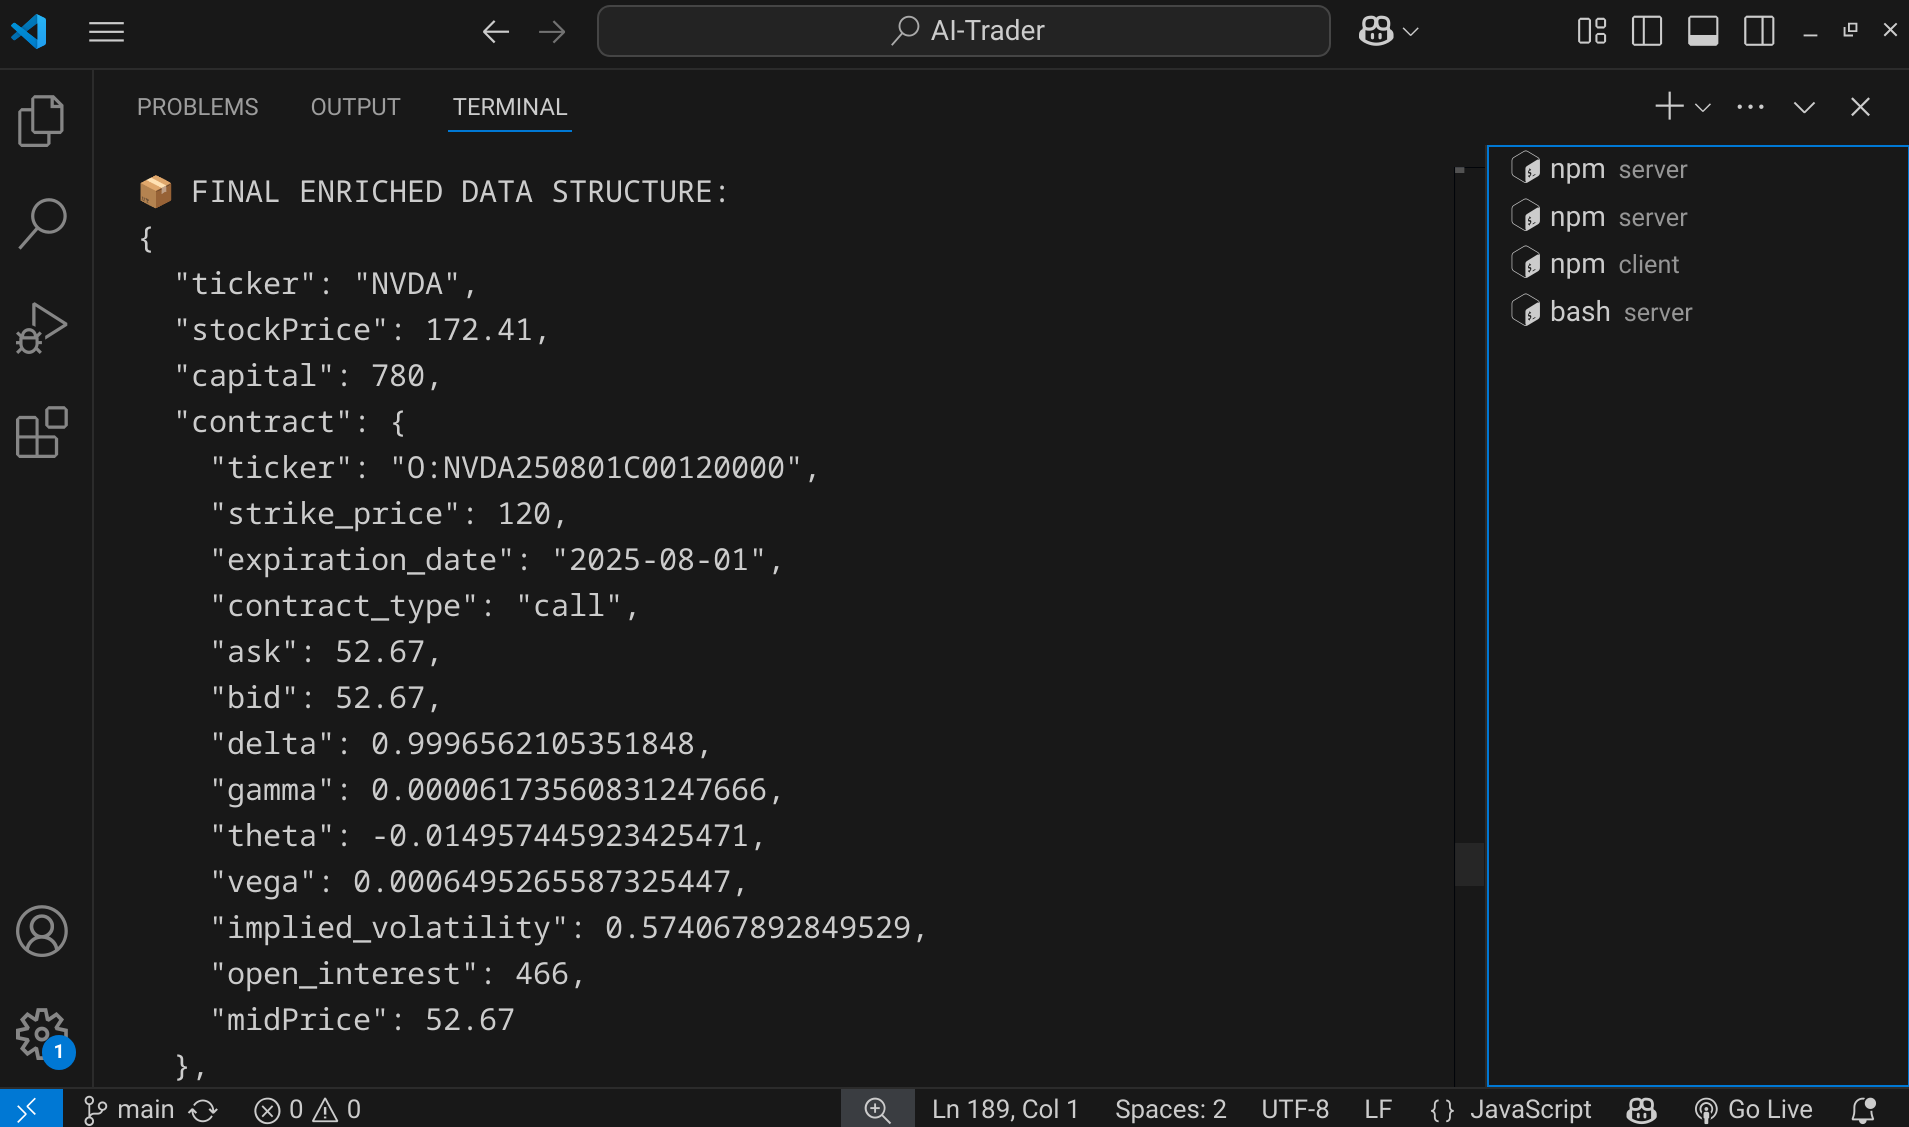 AI-Trader
PROBLEMS OUTPUT TERMINAL
📦 FINAL ENRICHED DATA STRUCTURE:
{
"ticker": "NVDA",
"stockPrice": 172.41,
"capital": 780,
"contract": {
"ticker": "O:NVDA250801C00120000",
"strike_price": 120,
"expiration_date": "2025-08-01",
"contract_type": "call",
"ask": 52.67,
"bid": 52.67,
"delta": 0.9996562105351848,
"gamma": 0.00006173560831247666,
"theta": -0.014957445923425471,
"vega": 0.0006495265587325447,
"implied_volatility": 0.574067892849529,
"open_interest": 466,
"midPrice": 52.67
},
npm server
npm server
npm client
bash server
1
main 0 0 Ln 189, Col 1 Spaces: 2 UTF-8 LF {} JavaScript Go Live